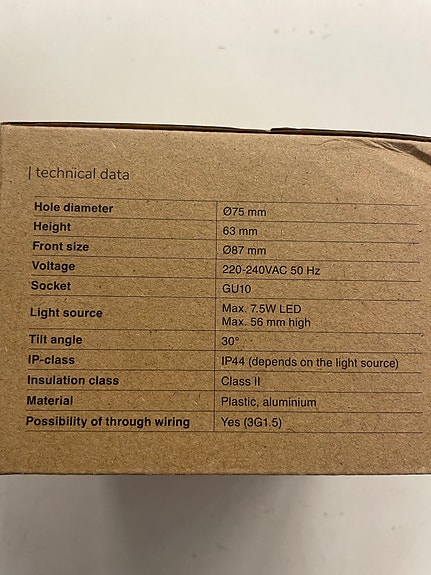 | technical data
Hole diameter Ø75 mm
Height 63 mm
Front size Ø87 mm
Voltage 220-240VAC 50 Hz
Socket GU10
Light source Max. 7.5W LED
Max. 56 mm high
Tilt angle 30°
IP-class IP44 (depends on the light source)
Insulation class Class II
Material Plastic, aluminium
Possibility of through wiring Yes (3G1.5)